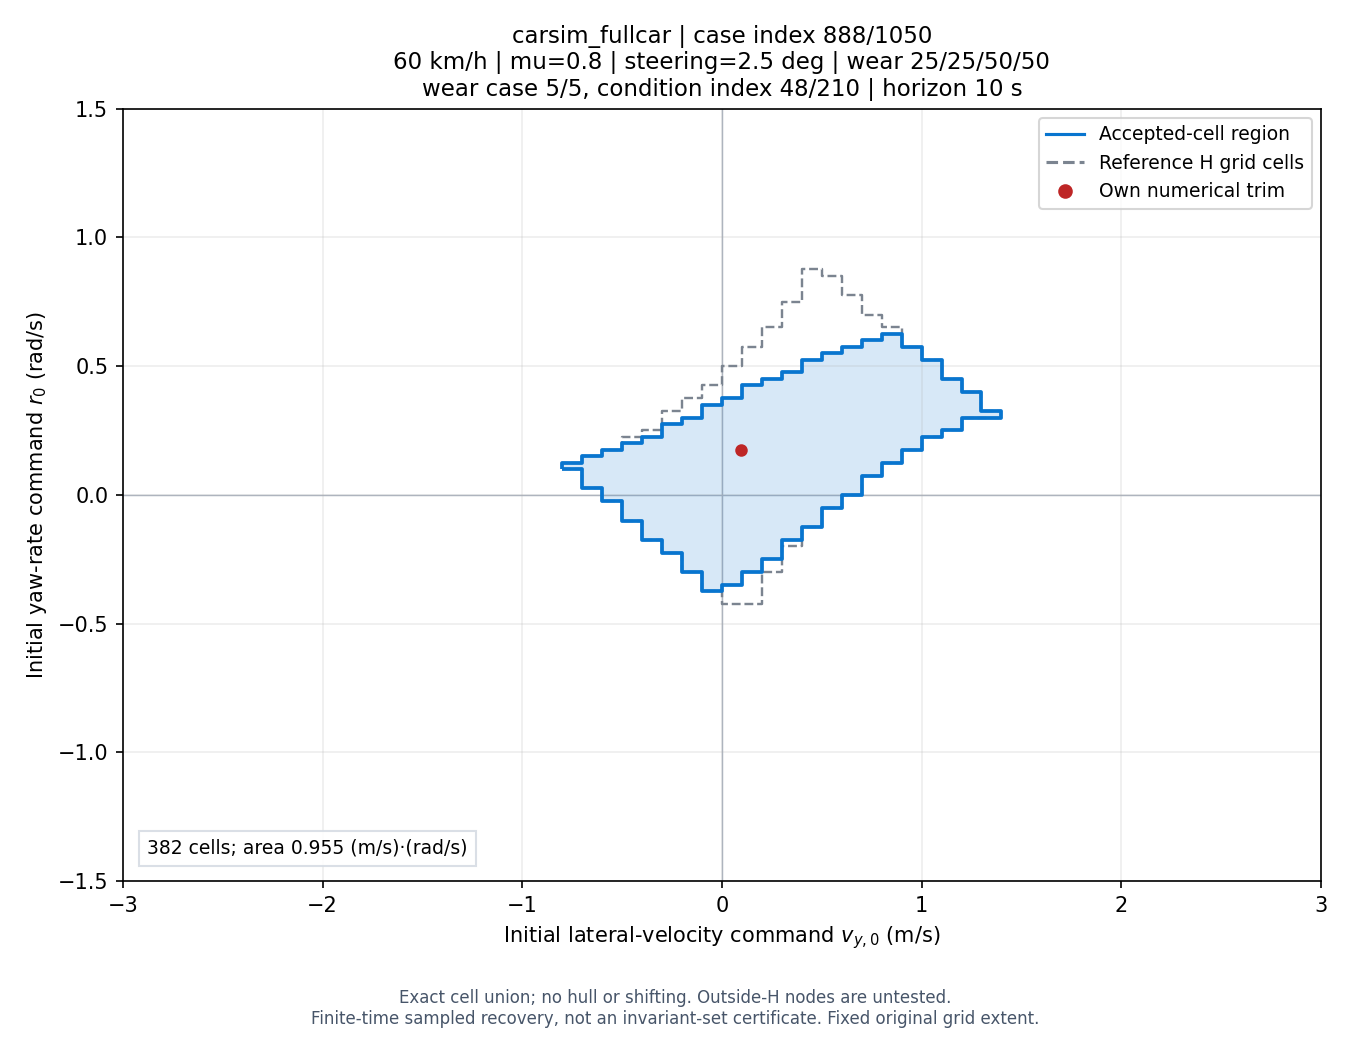 carsim_fullcar | case index 888/1050
60 km/h | mu=0.8 | steering=2.5 deg | wear 25/25/50/50
wear case 5/5, condition index 48/210 | horizon 10 s
Accepted-cell region
Reference H grid cells
Own numerical trim
1.5
1.0
0.5
0.0
−0.5
−1.0
−1.5
Initial yaw-rate command r0 (rad/s)
382 cells; area 0.955 (m/s)·(rad/s)
−3
−2
−1
0
1
2
3
Initial lateral-velocity command vy,0 (m/s)
Exact cell union; no hull or shifting. Outside-H nodes are untested.
Finite-time sampled recovery, not an invariant-set certificate. Fixed original grid extent.